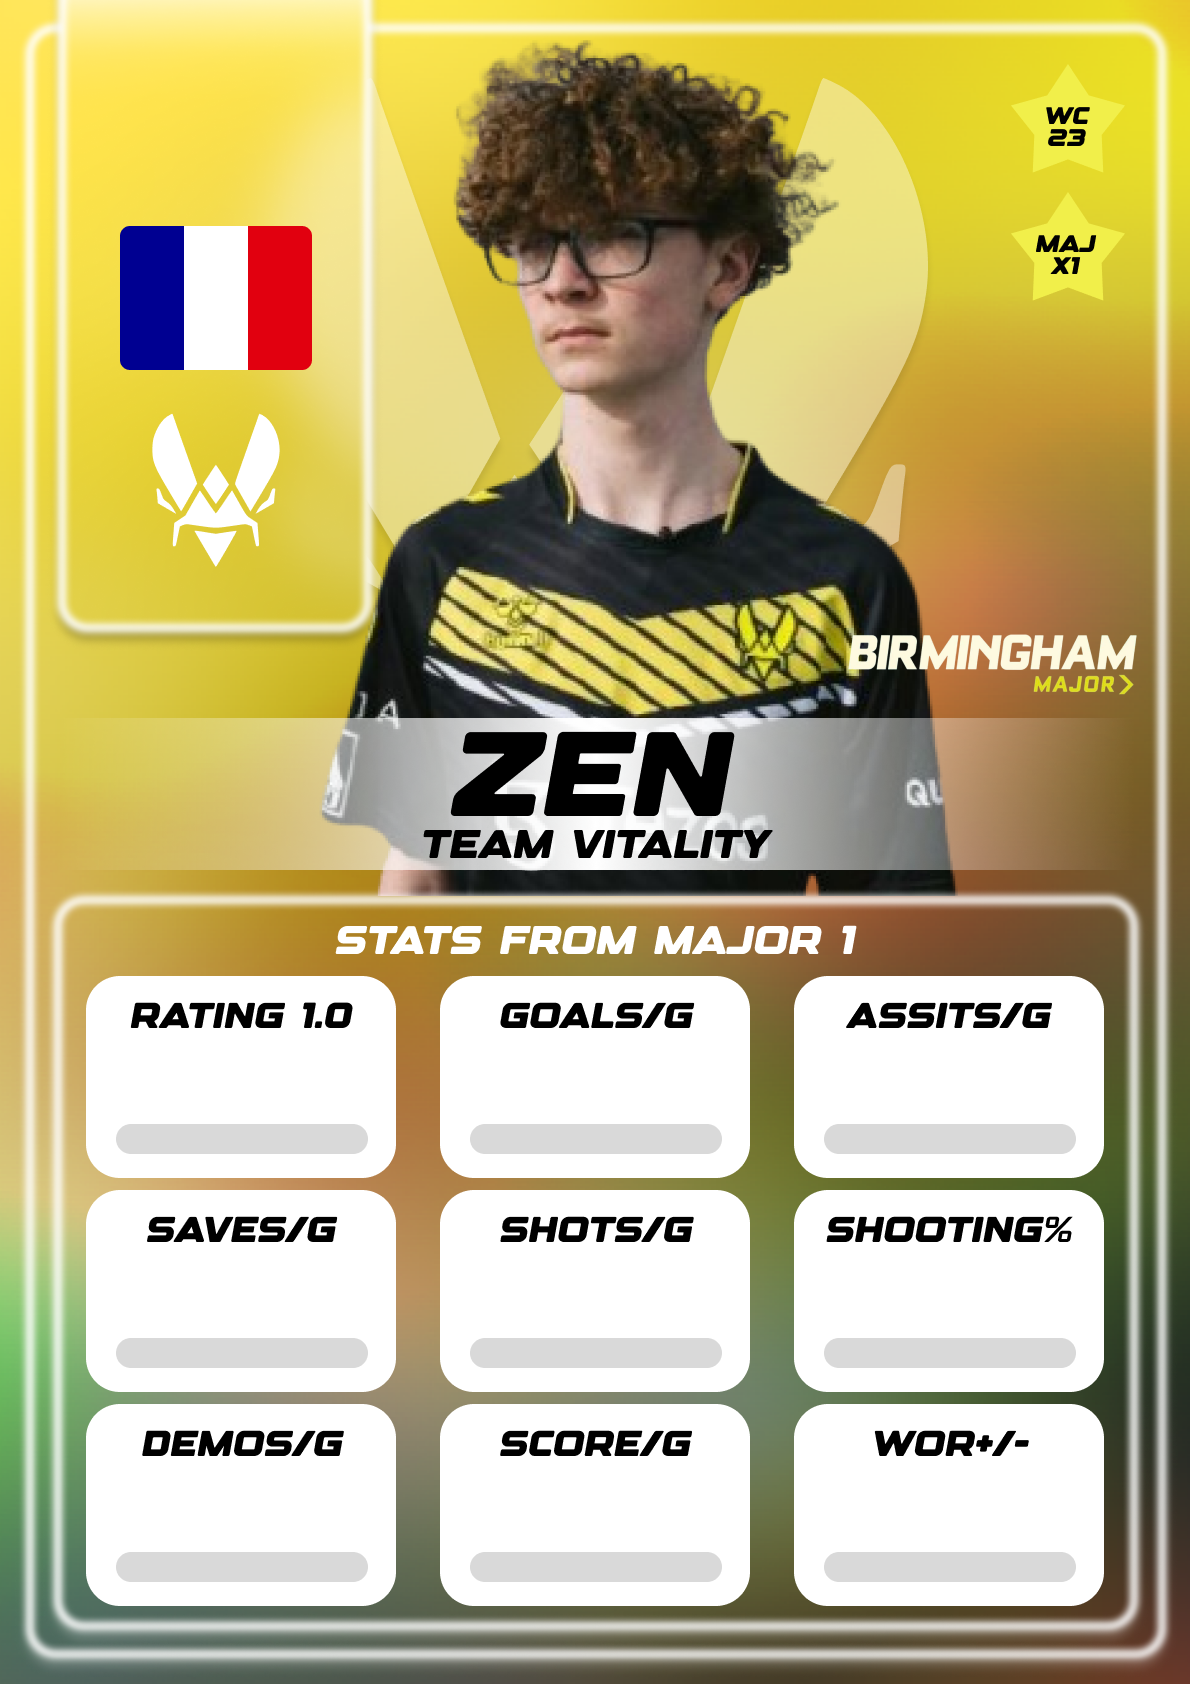 WC
23
MAJ
X1
BIRMINGHAM
MAJOR>
A
QU
ZEN
TEAM VITALITY
STATS FROM MAJOR 1
RATING 1.0
GOALS/G
ASSITS/G
SAVES/G
SHOTS/G
SHOOTING%
DEMOS/G
SCORE/G
WOR+/-